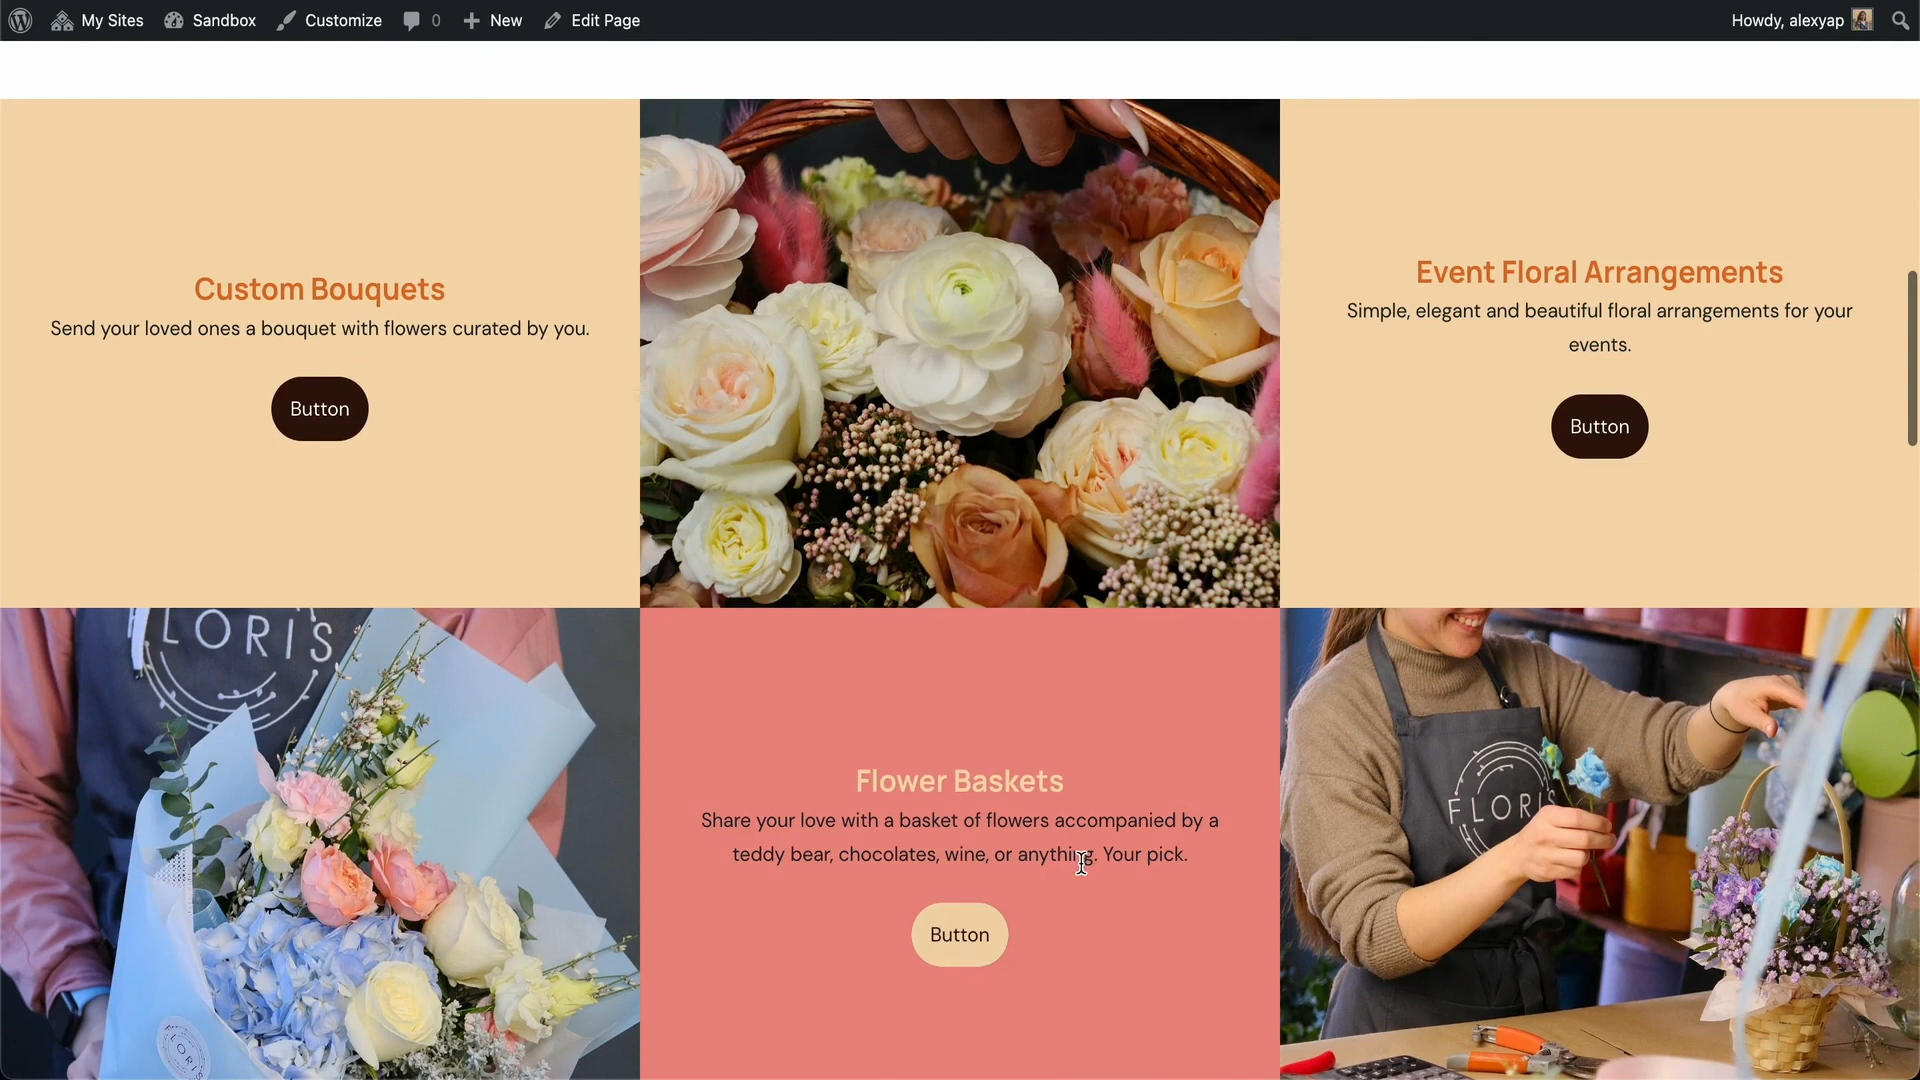 My Sites
Sandbox
Customize
0
New
Edit Page
Howdy, alexyap
Custom Bouquets
Send your loved ones a bouquet with flowers curated by you.
Button
Event Floral Arrangements
Simple, elegant and beautiful floral arrangements for your
events.
Button
LORIS
Flower Baskets
Share your love with a basket of flowers accompanied by a
teddy bear, chocolates, wine, or anything. Your pick.
Button
FLORIS
LORIS